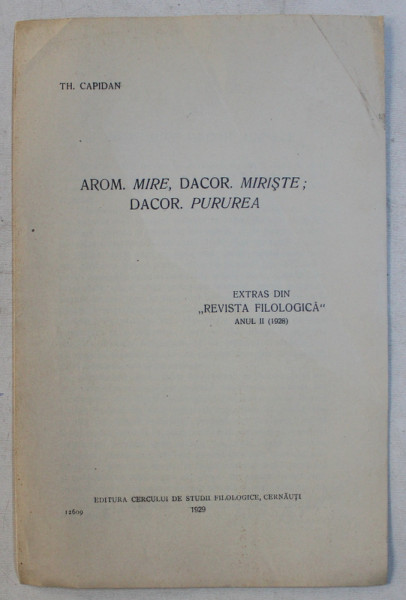 TH. CAPIDAN
AROM. MIRE, DACOR. MIRIŞTE;
DACOR. PURUREA
EXTRAS DIN
„REVISTA FILOLOGICĂ"
ANUL II (1928)
EDITURA CERCULUI DE STUDII FILOLOGICE, CERNĂUŢI
12609 1929